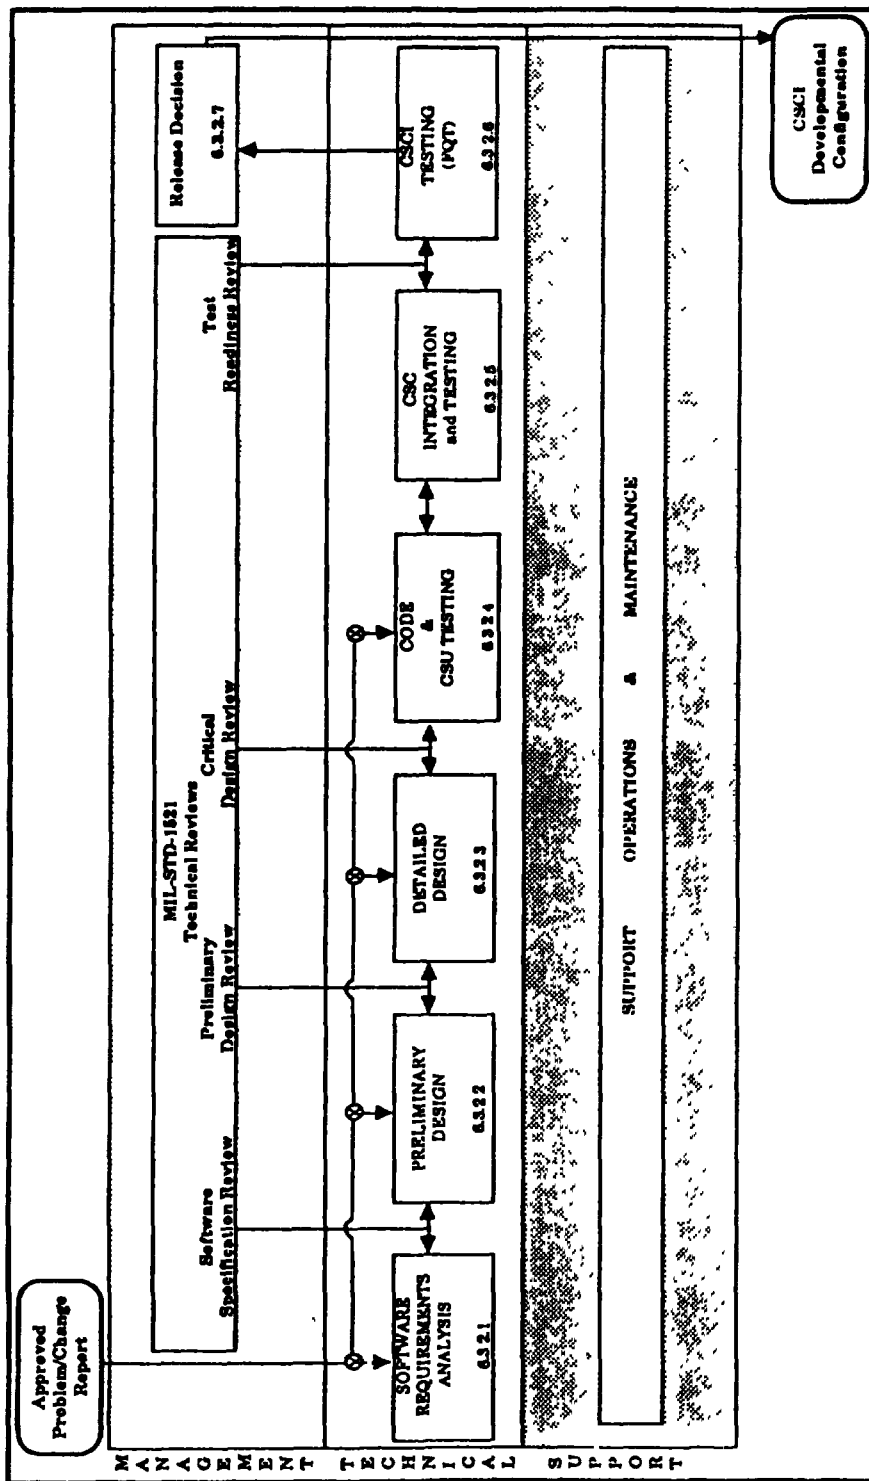 Approved
Problem/Change
Report
MANAGEMENT
MIL-STD-1521
Technical Reviews
Software
Specification Review
Preliminary
Design Review
Critical
Design Review
Test
Readiness Review
Release Decision
6.3.2.7
TECHNICAL
SOFTWARE
REQUIREMENTS
ANALYSIS
6.3.2.1
PRELIMINARY
DESIGN
6.3.2.2
DETAILED
DESIGN
6.3.2.3
CODE
&
CSU TESTING
6.3.2.4
CSC
INTEGRATION
and TESTING
6.3.2.5
CSCI
TESTING
(FQT)
6.3.2.6
SUPPORT
SUPPORT OPERATIONS & MAINTENANCE
CSCI
Developmental
Configuration